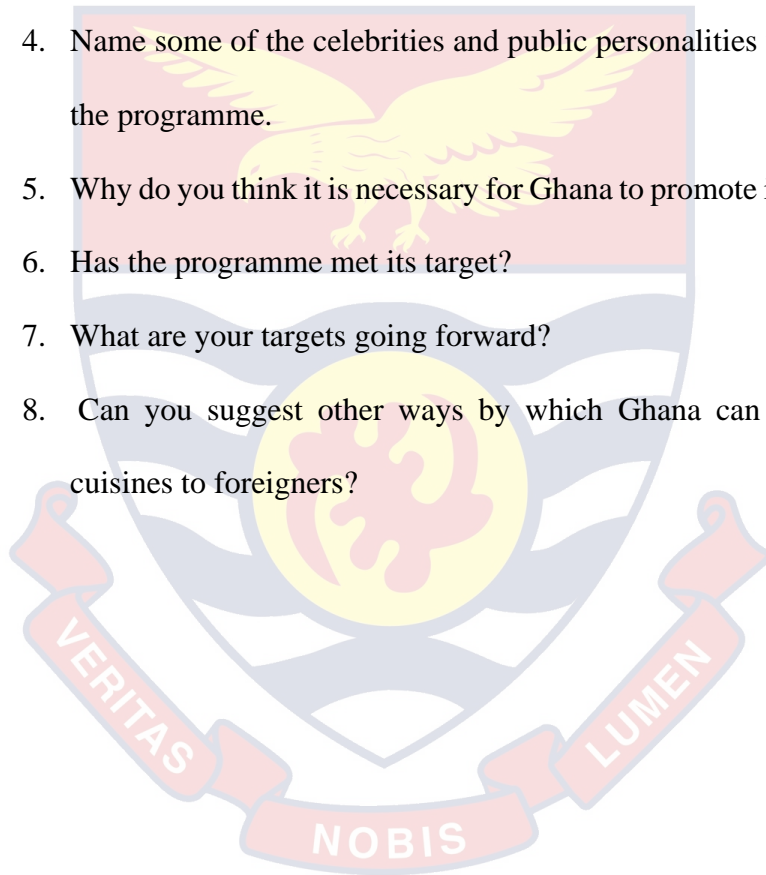 4. Name some of the celebrities and public personalities
the programme.
5. Why do you think it is necessary for Ghana to promote
6. Has the programme met its target?
7. What are your targets going forward?
8. Can you suggest other ways by which Ghana can
cuisines to foreigners?
VERITAS
NOBIS
LUMEN